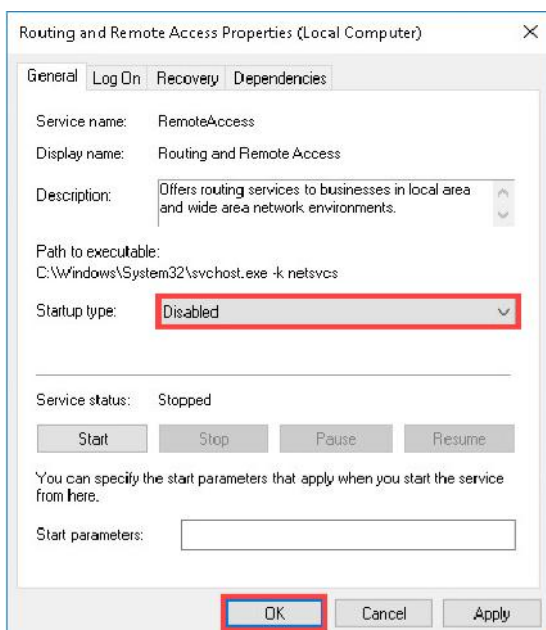 Routing and Remote Access Properties (Local Computer)
General Log On Recovery Dependencies
Service name: RemoteAccess
Display name: Routing and Remote Access
Description: Offers routing services to businesses in local area
and wide area network environments.
Path to executable:
C:\Windows\System32\svchost.exe -k netsvcs
Startup type: Disabled
Service status: Stopped
Start Stop Pause Resume
You can specify the start parameters that apply when you start the service
from here.
Start parameters:
OK Cancel Apply